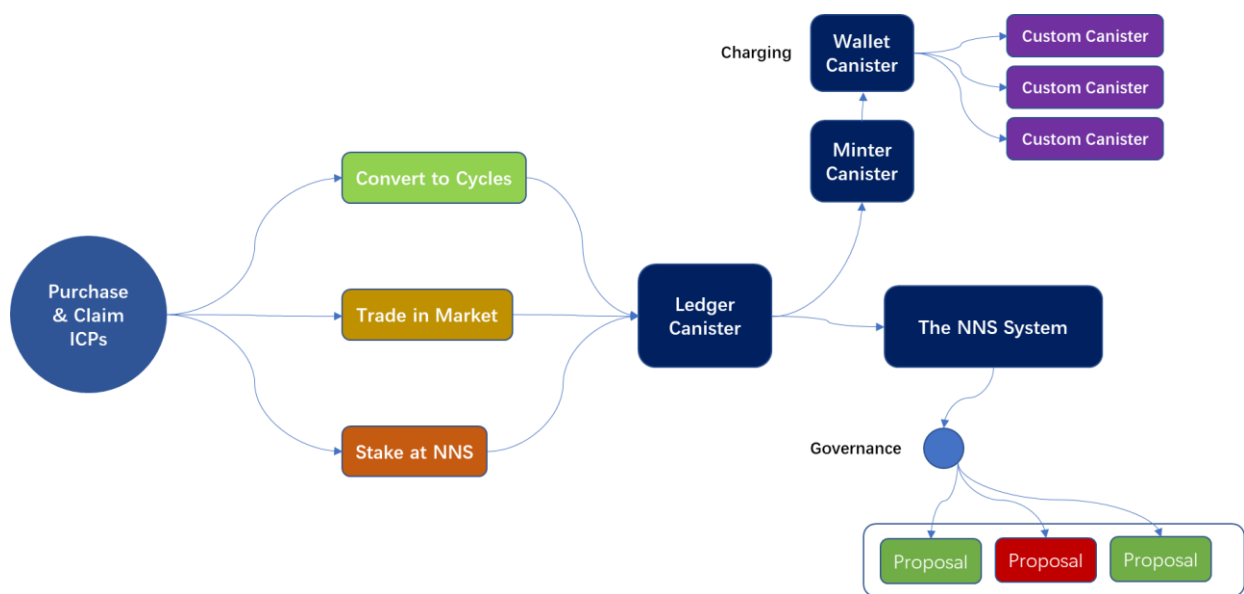 Purchase
& Claim
ICPs
Convert to Cycles
Trade in Market
Stake at NNS
Ledger
Canister
Charging
Wallet
Canister
Minter
Canister
Custom Canister
Custom Canister
Custom Canister
The NNS System
Governance
Proposal
Proposal
Proposal